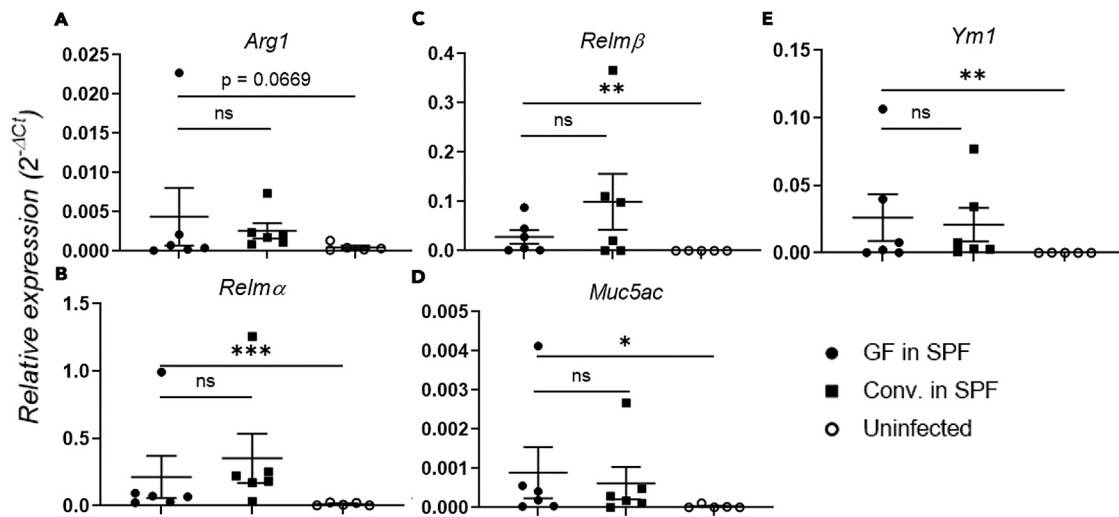 A
Arg1
Relative expression (2^-ΔCt)
0.025
0.020
0.015
0.010
0.005
0.000
p = 0.0669
ns
B
Relmα
1.5
1.0
0.5
0.0
***
ns
C
Relmβ
0.4
0.3
0.2
0.1
0.0
**
ns
D
Muc5ac
0.005
0.004
0.003
0.002
0.001
0.000
*
ns
E
Ym1
0.15
0.10
0.05
0.00
**
ns
GF in SPF
Conv. in SPF
Uninfected